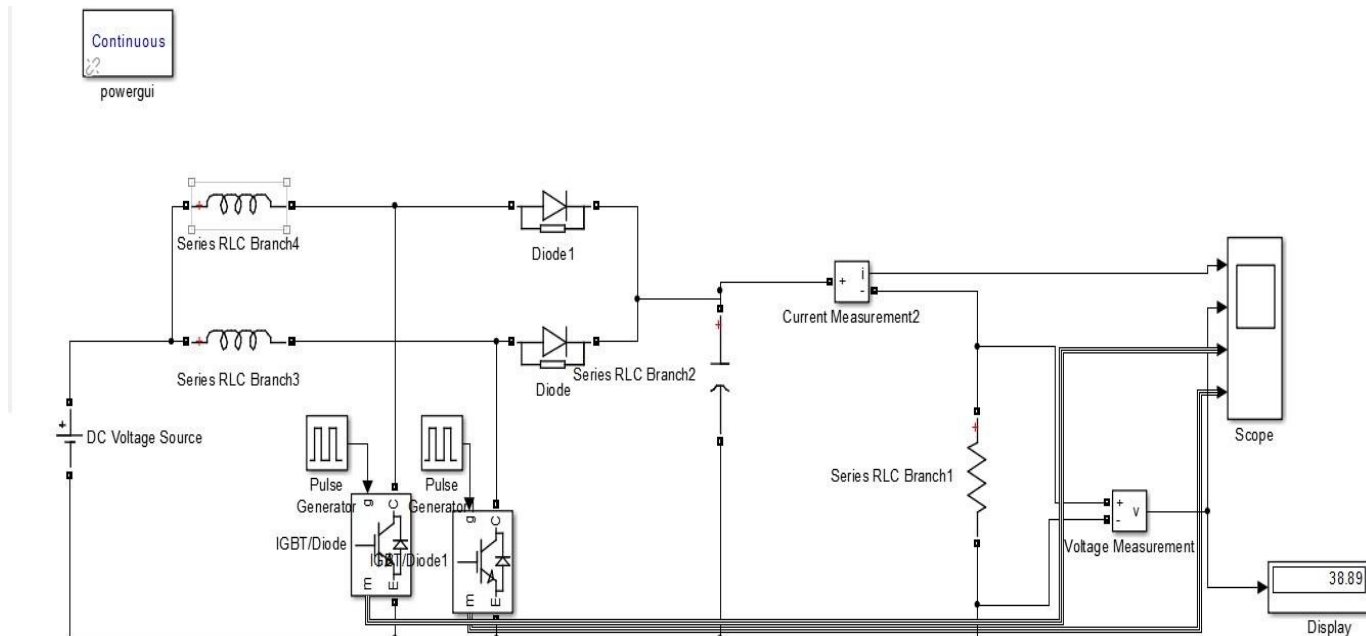 Continuous
powergui
+
Series RLC Branch4
Diode1
i
+
-
Current Measurement2
+
Series RLC Branch3
Diode
Series RLC Branch2
+
Scope
+
DC Voltage Source
Pulse
Generator
Pulse
Generator
g
C
IGBT/Diode
m
E
g
C
IGBT/Diode1
m
E
+
Series RLC Branch1
+
-
v
Voltage Measurement
38.89
Display